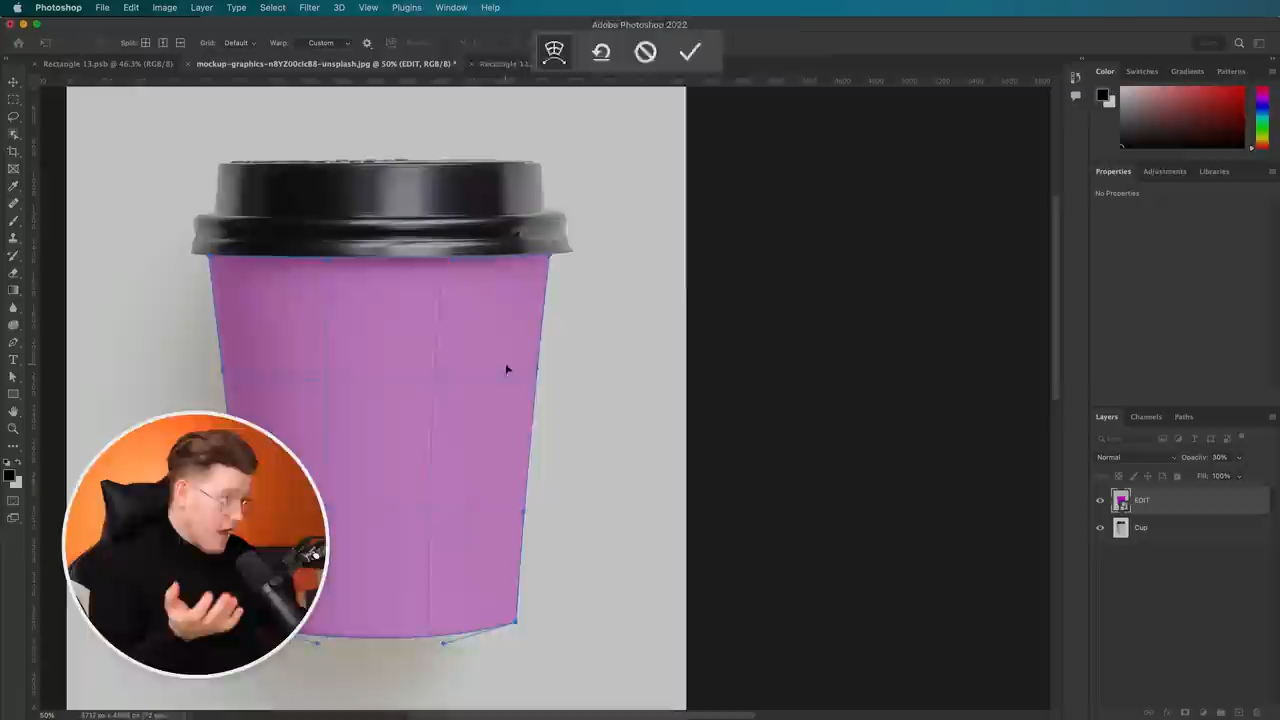 Photoshop File Edit Image Layer Type Select Filter 3D View Plugins Window Help
Adobe Photoshop 2022
Split: Grid: Default Warp: Custom
Rectangle 13.psb @ 46.3% (RGB/8) mockup-graphics-n8YZ00clcB8-unsplash.jpg @ 50% (EDIT, RGB/8) * Rectangle
Color Swatches Gradients Patterns
Properties Adjustments Libraries
No Properties
Layers Channels Paths
Normal Opacity: 30%
Fill: 100%
EDIT
Cup
50%